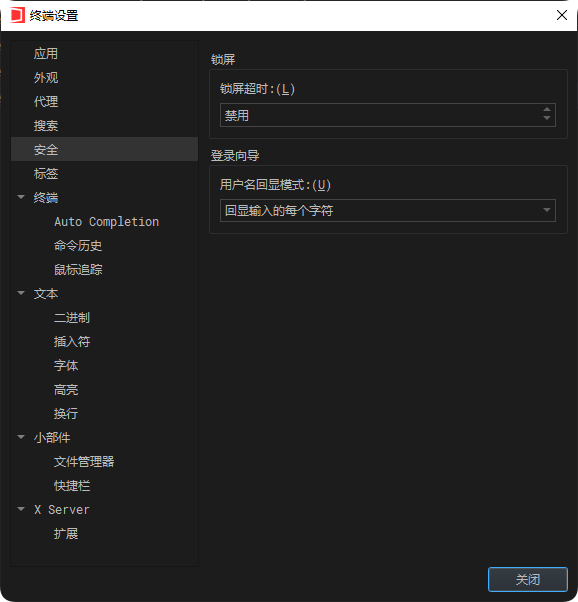 终端设置
应用
外观
代理
搜索
安全
标签
终端
Auto Completion
命令历史
鼠标追踪
文本
二进制
插入符
字体
高亮
换行
小部件
文件管理器
快捷栏
X Server
扩展
锁屏
锁屏超时:(L)
禁用
登录向导
用户名回显模式:(U)
回显输入的每个字符
关闭